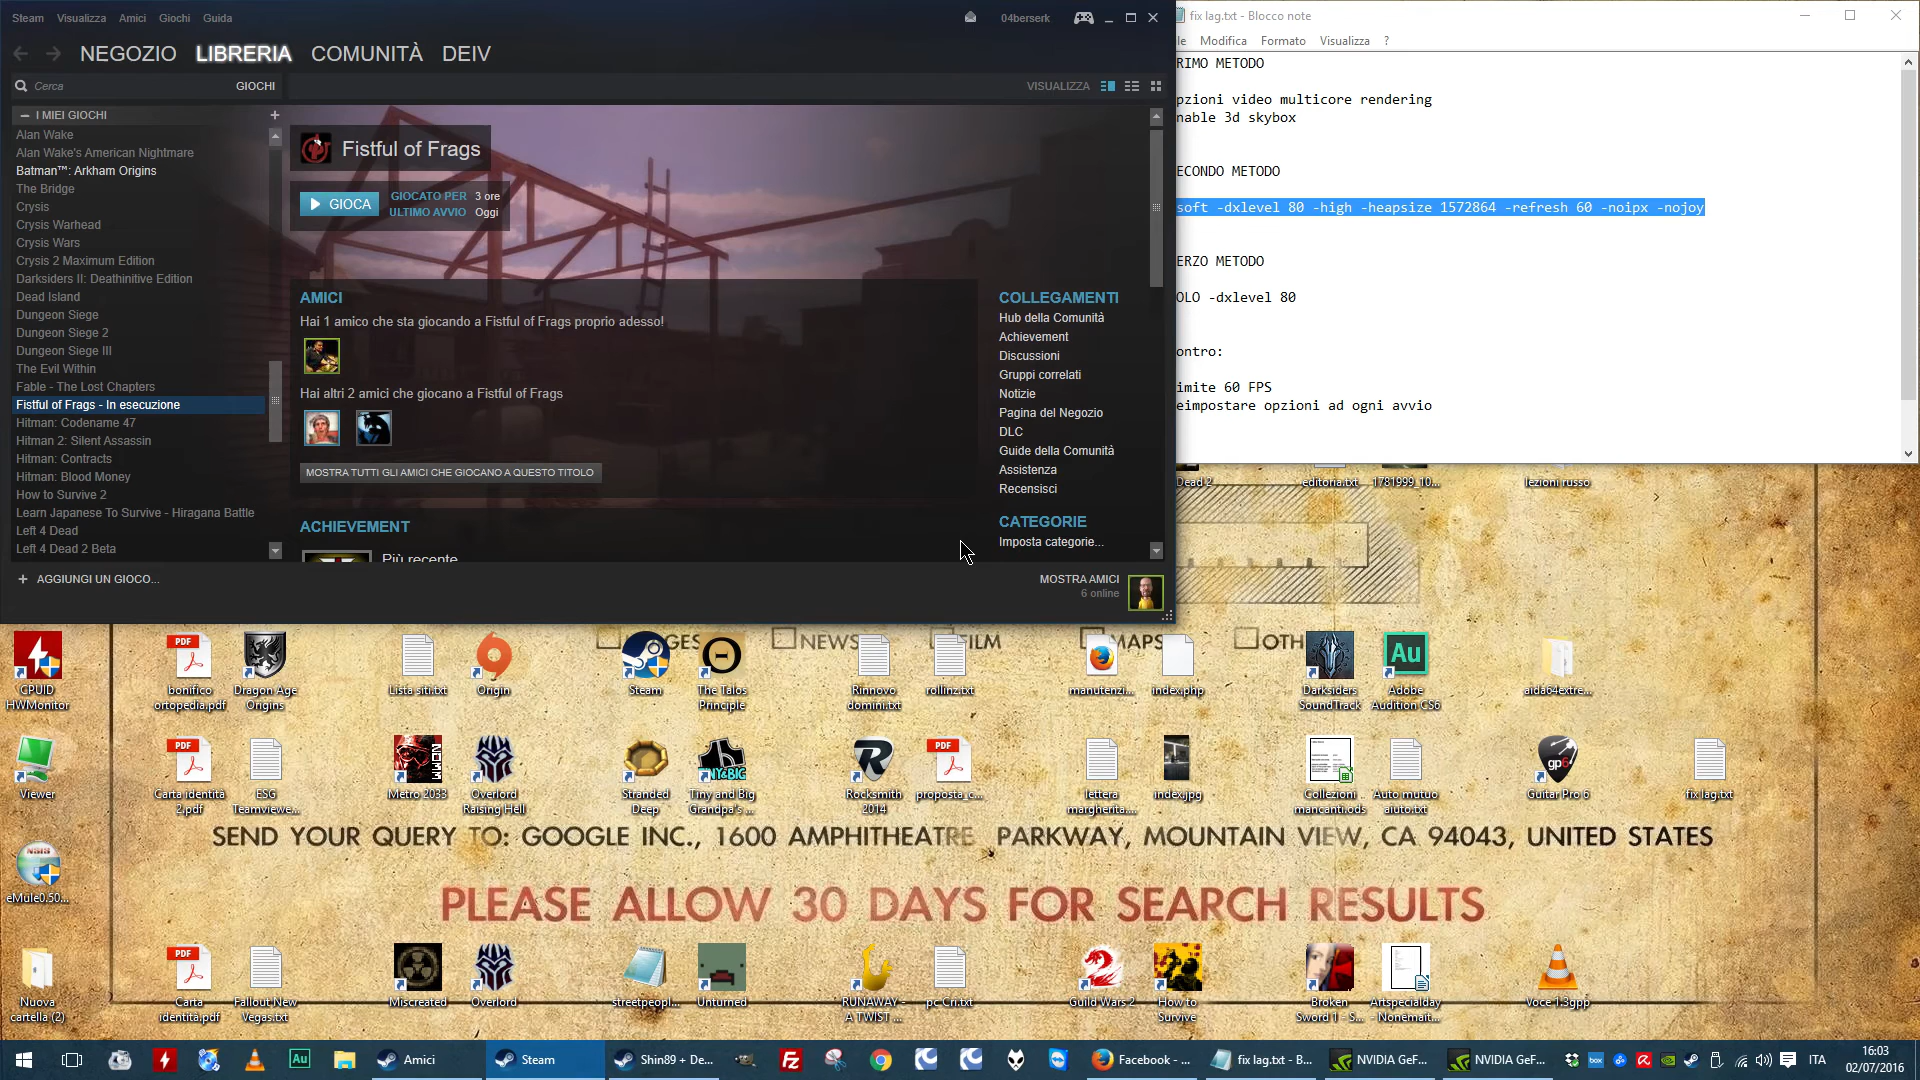 Steam Visualizza Amici Giochi Guida
04berserk
NEGOZIO LIBRERIA COMUNITÀ DEIV
Cerca
GIOCHI
VISUALIZZA
I MIEI GIOCHI
Alan Wake
Alan Wake's American Nightmare
Batman™: Arkham Origins
The Bridge
Crysis
Crysis Warhead
Crysis Wars
Crysis 2 Maximum Edition
Darksiders II: Deathinitive Edition
Dead Island
Dungeon Siege
Dungeon Siege 2
Dungeon Siege III
The Evil Within
Fable - The Lost Chapters
Fistful of Frags - In esecuzione
Hitman: Codename 47
Hitman 2: Silent Assassin
Hitman: Contracts
Hitman: Blood Money
How to Survive 2
Learn Japanese To Survive - Hiragana Battle
Left 4 Dead
Left 4 Dead 2 Beta
AGGIUNGI UN GIOCO...
Fistful of Frags
GIOCA
GIOCATO PER 3 ore
ULTIMO AVVIO Oggi
AMICI
Hai 1 amico che sta giocando a Fistful of Frags proprio adesso!
Hai altri 2 amici che giocano a Fistful of Frags
MOSTRA TUTTI GLI AMICI CHE GIOCANO A QUESTO TITOLO
ACHIEVEMENT
Più recente
COLLEGAMENTI
Hub della Comunità
Achievement
Discussioni
Gruppi correlati
Notizie
Pagina del Negozio
DLC
Guide della Comunità
Assistenza
Recensisci
CATEGORIE
Imposta categorie...
MOSTRA AMICI
6 online
fix lag.txt - Blocco note
le Modifica Formato Visualizza ?
RIMO METODO
pzioni video multicore rendering
nable 3d skybox
ECONDO METODO
soft -dxlevel 80 -high -heapsize 1572864 -refresh 60 -noipx -nojoy
ERZO METODO
OLO -dxlevel 80
ontro:
imite 60 FPS
eimpostare opzioni ad ogni avvio
Dead 2
editoria.txt
1781999_10...
lezioni russo
NEWS
FILM
MAPS
CPUID
HWMonitor
bonifico
ortopedia.pdf
Dragon Age
Origins
Lista siti.txt
Origin
Steam
The Talos
Principle
Rinnovo
domini.txt
rollinz.txt
manutenzi...
index.php
Darksiders
SoundTrack
Adobe
Audition CS6
aida64extre...
Viewer
Carta identità
2.pdf
ESG
Teamviewe...
Metro 2033
Overlord
Raising Hell
Stranded
Deep
Tiny and Big
Grandpa's ...
Rocksmith
2014
proposta_c...
lettera
margherita....
index.jpg
Collezioni
mancanti.ods
Auto mutuo
aiuto.txt
Guitar Pro 6
fix lag.txt
SEND YOUR QUERY TO: GOOGLE INC., 1600 AMPHITHEATRE PARKWAY, MOUNTAIN VIEW, CA 94043, UNITED STATES
eMule0.50...
PLEASE ALLOW 30 DAYS FOR SEARCH RESULTS
Nuova
cartella (2)
Carta
identita.pdf
Fallout New
Vegas.txt
Miscreated
Overlord
streetpeopl...
Unturned
RUNAWAY -
A TWIST ...
pc Cri.txt
Guild Wars 2
How to
Survive
Broken
Sword 1 - S...
Artspecialday
- Nonemait...
Voce 1.3gpp
Amici
Steam
Shin89 + De...
Facebook - ...
fix lag.txt - B...
NVIDIA GeF...
NVIDIA GeF...
ITA
16:03
02/07/2016